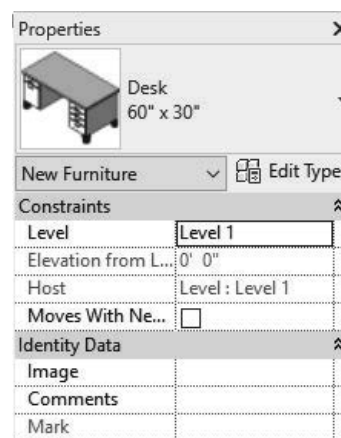 Properties
Desk
60" x 30"
New Furniture
Edit Type
Constraints
Level Level 1
Elevation from L... 0' 0"
Host Level : Level 1
Moves With Ne...
Identity Data
Image
Comments
Mark